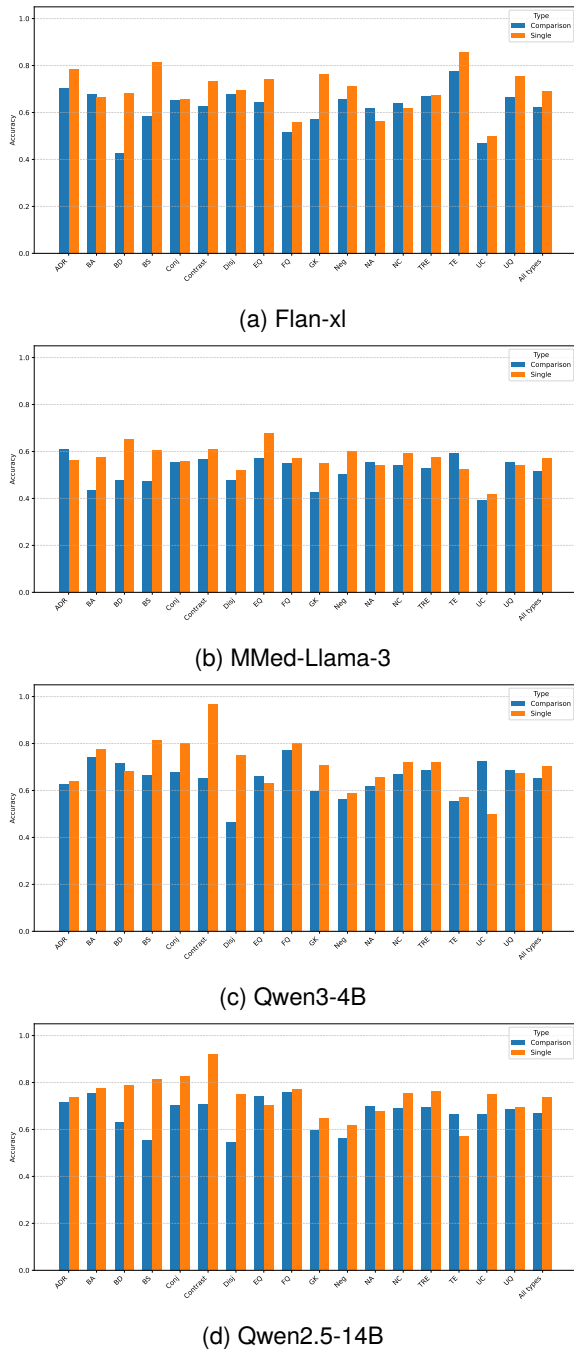 Type
Comparison
Single
1.0
0.8
0.6
0.4
0.2
0.0
Accuracy
ADR BA BD BS Conj Contrast Disj EQ FQ GK Neg NA NC TRE TE UC UQ All types
(a) Flan-xl
Type
Comparison
Single
1.0
0.8
0.6
0.4
0.2
0.0
Accuracy
ADR BA BD BS Conj Contrast Disj EQ FQ GK Neg NA NC TRE TE UC UQ All types
(b) MMed-Llama-3
Type
Comparison
Single
1.0
0.8
0.6
0.4
0.2
0.0
Accuracy
ADR BA BD BS Conj Contrast Disj EQ FQ GK Neg NA NC TRE TE UC UQ All types
(c) Qwen3-4B
Type
Comparison
Single
1.0
0.8
0.6
0.4
0.2
0.0
Accuracy
ADR BA BD BS Conj Contrast Disj EQ FQ GK Neg NA NC TRE TE UC UQ All types
(d) Qwen2.5-14B